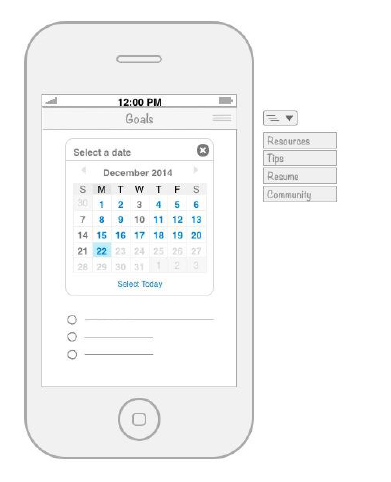 12:00 PM
Goals
Select a date
December 2014
S M T W T F S
30 1 2 3 4 5 6
7 8 9 10 11 12 13
14 15 16 17 18 19 20
21 22 23 24 25 26 27
28 29 30 31 1 2 3
Select Today
Resources
Tips
Resume
Community